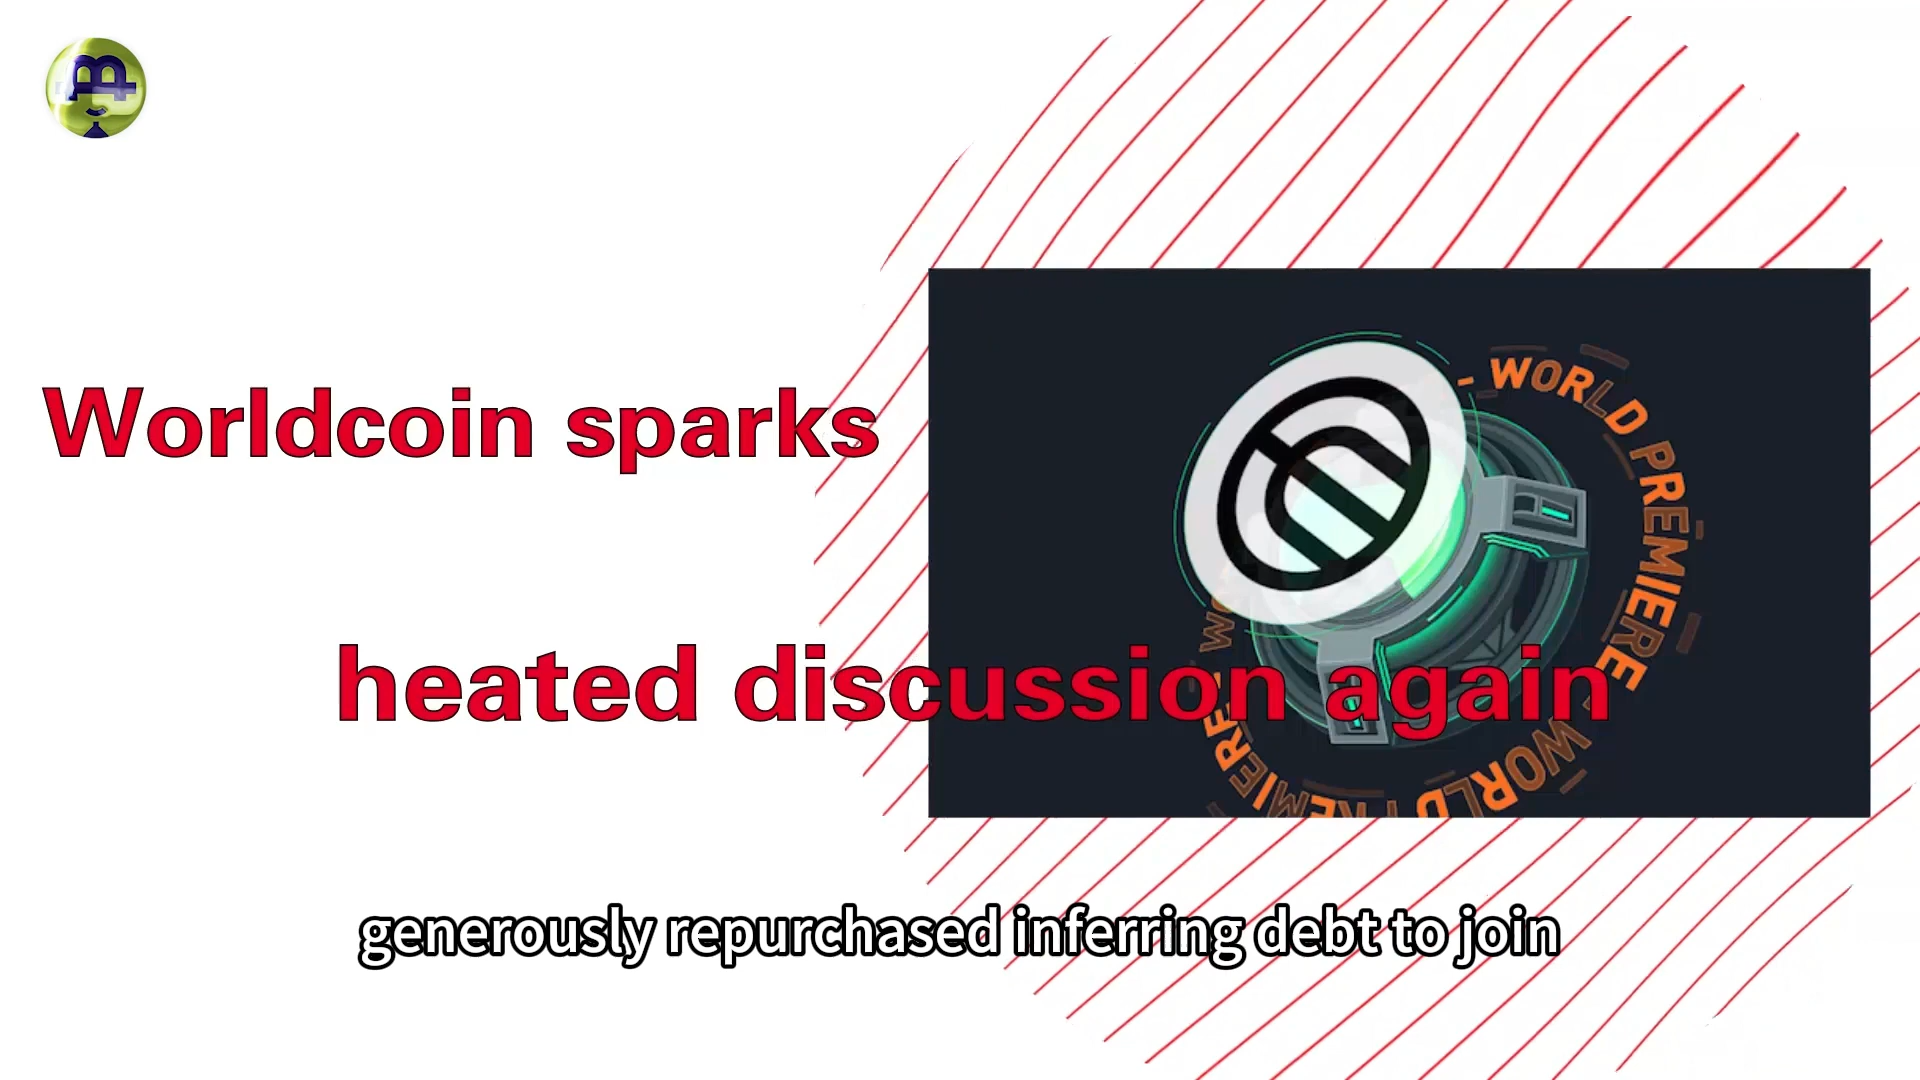 Worldcoin sparks
WORLD PREMIERE
heated discussion again
WORLD PREMIERE
generously repurchased inferring debt to join